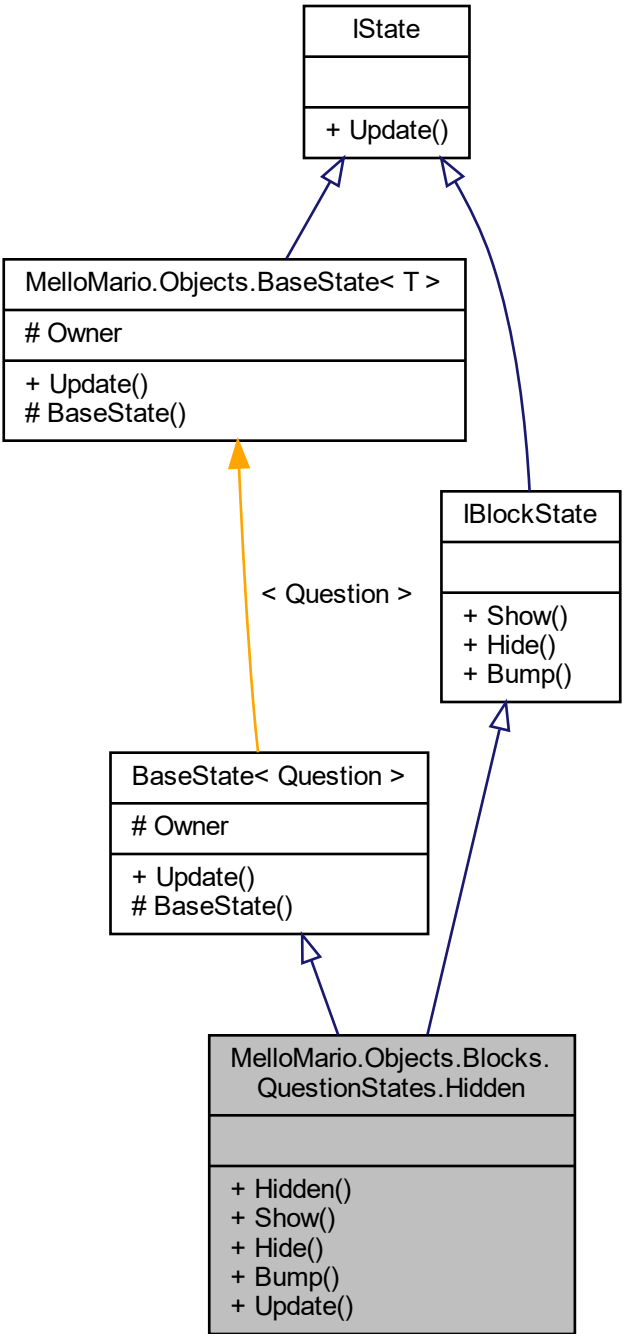 IState
+ Update()
MelloMario.Objects.BaseState< T >
# Owner
+ Update()
# BaseState()
IBlockState
+ Show()
+ Hide()
+ Bump()
< Question >
BaseState< Question >
# Owner
+ Update()
# BaseState()
MelloMario.Objects.Blocks.
QuestionStates.Hidden
+ Hidden()
+ Show()
+ Hide()
+ Bump()
+ Update()